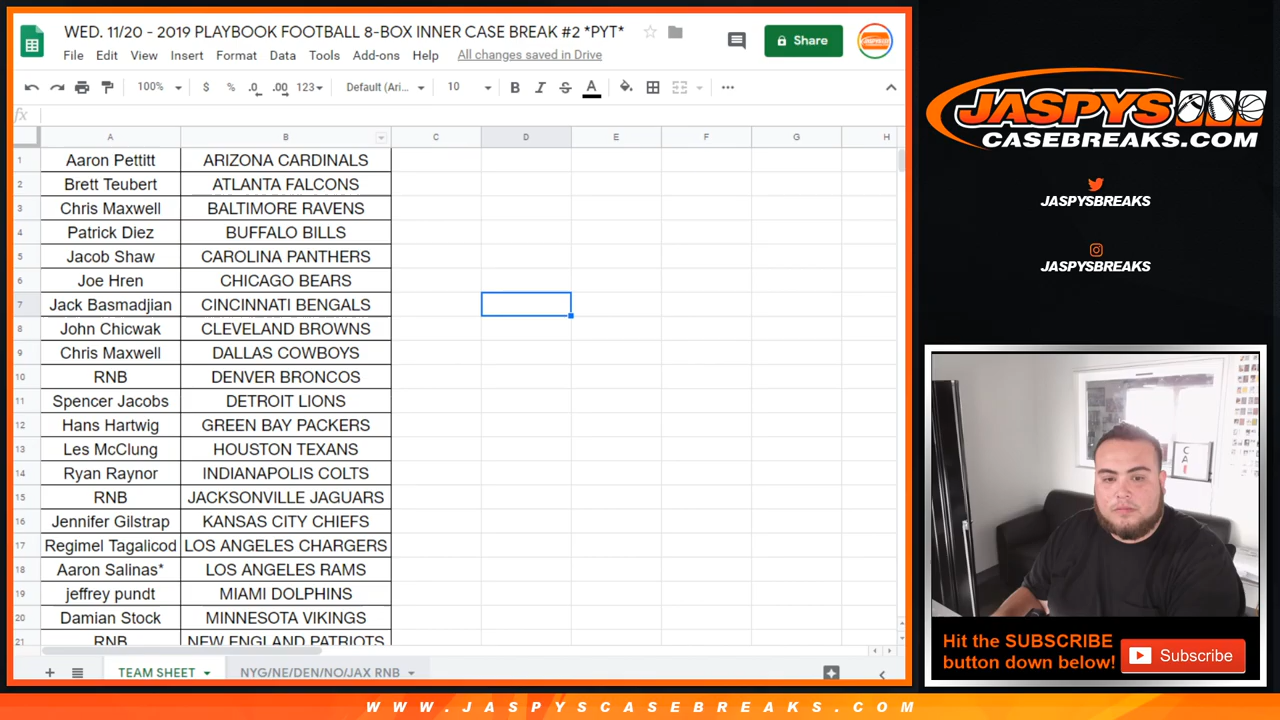 WED. 11/20 - 2019 PLAYBOOK FOOTBALL 8-BOX INNER CASE BREAK #2 *PYT*
File Edit View Insert Format Data Tools Add-ons Help All changes saved in Drive
Share
100% $ % .0 .00 123 Default (Ari... 10 B I S A
fx
A B C D E F G H
1 Aaron Pettitt ARIZONA CARDINALS
2 Brett Teubert ATLANTA FALCONS
3 Chris Maxwell BALTIMORE RAVENS
4 Patrick Diez BUFFALO BILLS
5 Jacob Shaw CAROLINA PANTHERS
6 Joe Hren CHICAGO BEARS
7 Jack Basmadjian CINCINNATI BENGALS
8 John Chicwak CLEVELAND BROWNS
9 Chris Maxwell DALLAS COWBOYS
10 RNB DENVER BRONCOS
11 Spencer Jacobs DETROIT LIONS
12 Hans Hartwig GREEN BAY PACKERS
13 Les McClung HOUSTON TEXANS
14 Ryan Raynor INDIANAPOLIS COLTS
15 RNB JACKSONVILLE JAGUARS
16 Jennifer Gilstrap KANSAS CITY CHIEFS
17 Regimel Tagalicod LOS ANGELES CHARGERS
18 Aaron Salinas* LOS ANGELES RAMS
19 jeffrey pundt MIAMI DOLPHINS
20 Damian Stock MINNESOTA VIKINGS
21 RNB NEW ENGLAND PATRIOTS
TEAM SHEET NYG/NE/DEN/NO/JAX RNB
JASPYS
CASEBREAKS.COM
JASPYSBREAKS
JASPYSBREAKS
Hit the SUBSCRIBE
button down below!
Subscribe
WWW.JASPYSCASEBREAKS.COM